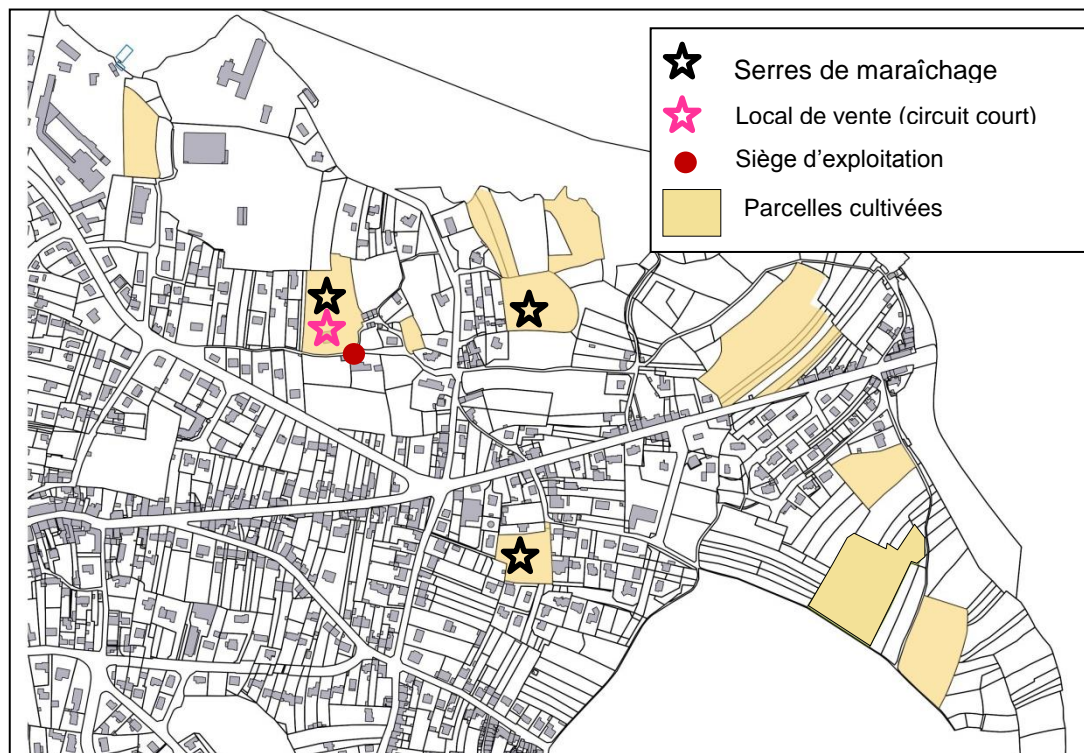 Serres de maraîchage
Local de vente (circuit court)
Siège d'exploitation
Parcelles cultivées